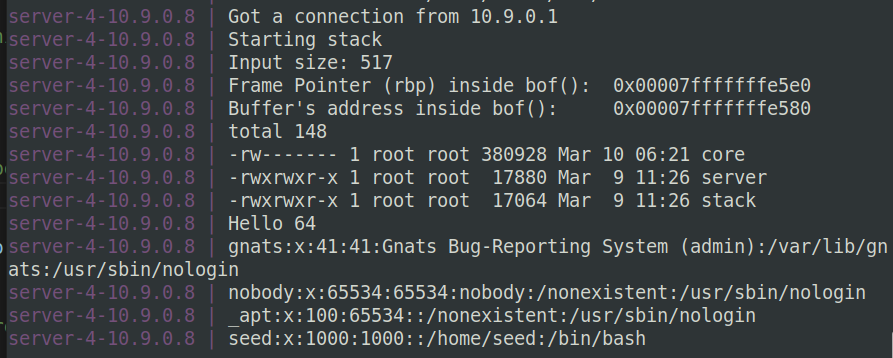 server-4-10.9.0.8 | Got a connection from 10.9.0.1
server-4-10.9.0.8 | Starting stack
server-4-10.9.0.8 | Input size: 517
server-4-10.9.0.8 | Frame Pointer (rbp) inside bof():  0x00007fffffffe5e0
server-4-10.9.0.8 | Buffer's address inside bof():     0x00007fffffffe580
server-4-10.9.0.8 | total 148
server-4-10.9.0.8 | -rw------- 1 root root 380928 Mar 10 06:21 core
server-4-10.9.0.8 | -rwxrwxr-x 1 root root  17880 Mar  9 11:26 server
server-4-10.9.0.8 | -rwxrwxr-x 1 root root  17064 Mar  9 11:26 stack
server-4-10.9.0.8 | Hello 64
server-4-10.9.0.8 | gnats:x:41:41:Gnats Bug-Reporting System (admin):/var/lib/gn
ats:/usr/sbin/nologin
server-4-10.9.0.8 | nobody:x:65534:65534:nobody:/nonexistent:/usr/sbin/nologin
server-4-10.9.0.8 | _apt:x:100:65534::/nonexistent:/usr/sbin/nologin
server-4-10.9.0.8 | seed:x:1000:1000::/home/seed:/bin/bash